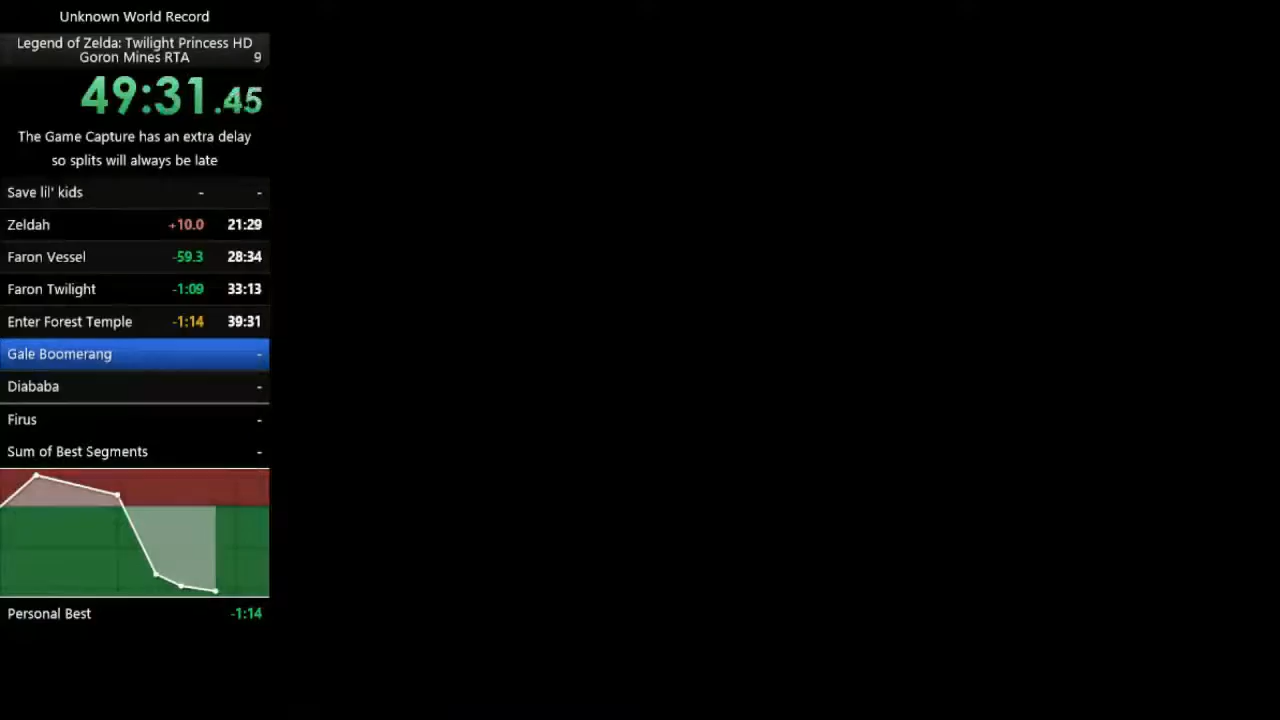 Unknown World Record
Legend of Zelda: Twilight Princess HD
Goron Mines RTA 9
49:31.45
The Game Capture has an extra delay
so splits will always be late
Save lil' kids - -
Zeldah +10.0 21:29
Faron Vessel -59.3 28:34
Faron Twilight -1:09 33:13
Enter Forest Temple -1:14 39:31
Gale Boomerang -
Diababa -
Firus -
Sum of Best Segments -
Personal Best -1:14